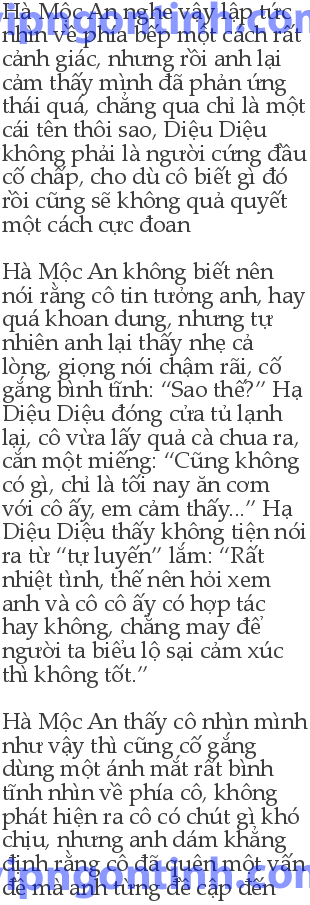 Hà Mộc An nghe vậy lập tức
nhìn về phía bếp một cách rất
cảnh giác, nhưng rồi anh lại
cảm thấy mình đã phản ứng
thái quá, chẳng qua chỉ là một
cái tên thôi sao, Diệu Diệu
không phải là người cứng đầu
cố chấp, cho dù cô biết gì đó
rồi cũng sẽ không quả quyết
một cách cực đoan
Hà Mộc An không biết nên
nói rằng cô tin tưởng anh, hay
quá khoan dung, nhưng tự
nhiên anh lại thấy nhẹ cả
lòng, giọng nói chậm rãi, cố
gắng bình tĩnh: “Sao thế?” Hạ
Diệu Diệu đóng cửa tủ lạnh
lại, cô vừa lấy quả cà chua ra,
cắn một miếng: “Cũng không
có gì, chỉ là tối nay ăn cơm
với cô ấy, em cảm thấy...” Hạ
Diệu Diệu thấy không tiện nói
ra từ “tự luyến” lắm: “Rất
nhiệt tình, thế nên hỏi xem
anh và cô cô ấy có hợp tác
hay không, chẳng may để
người ta biểu lộ sại cảm xúc
thì không tốt.”
Hà Mộc An thấy cô nhìn mình
như vậy thì cũng cố gắng
dùng một ánh mắt rất bình
tĩnh nhìn về phía cô, không
phát hiện ra cô có chút gì khó
chịu, nhưng anh dám khẳng
định rằng cô đã quên một vấn
đề mà anh từng đề cập đến
vipngontinh.com
vipngontinh.com